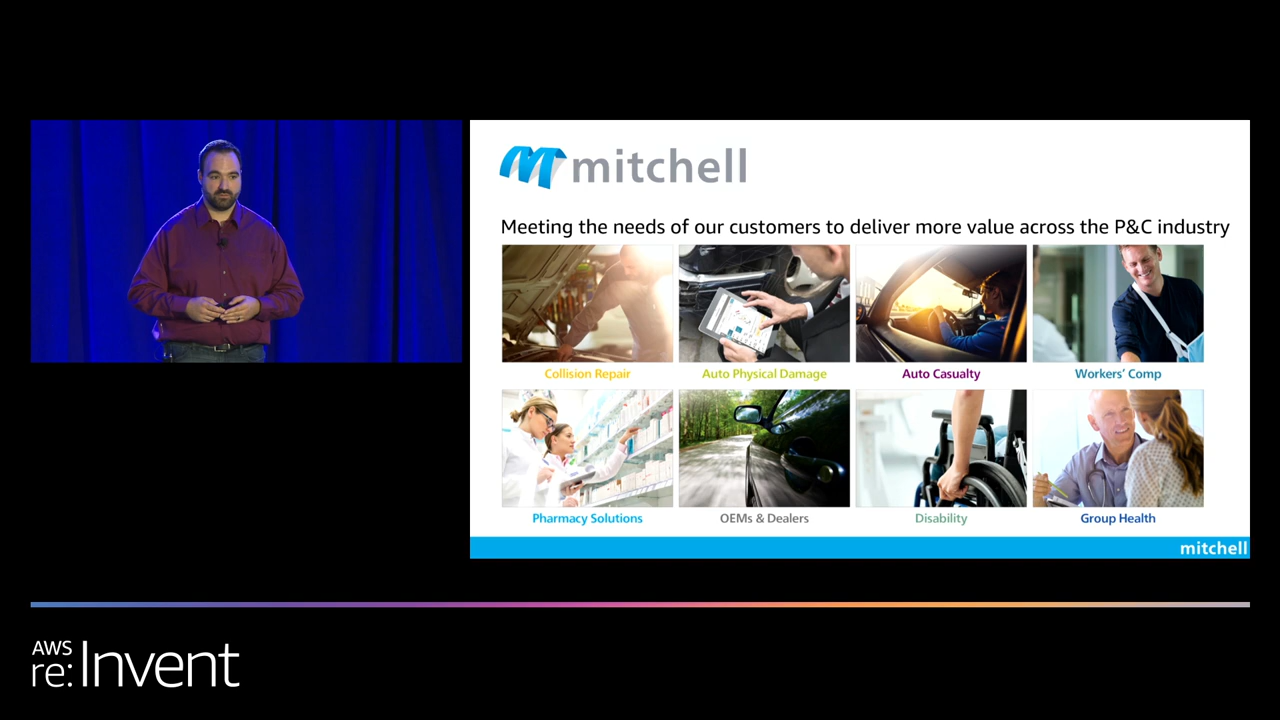 mitchell
Meeting the needs of our customers to deliver more value across the P&C industry
Collision Repair
Auto Physical Damage
Auto Casualty
Workers' Comp
Pharmacy Solutions
OEMs & Dealers
Disability
Group Health
mitchell
AWS
re:Invent